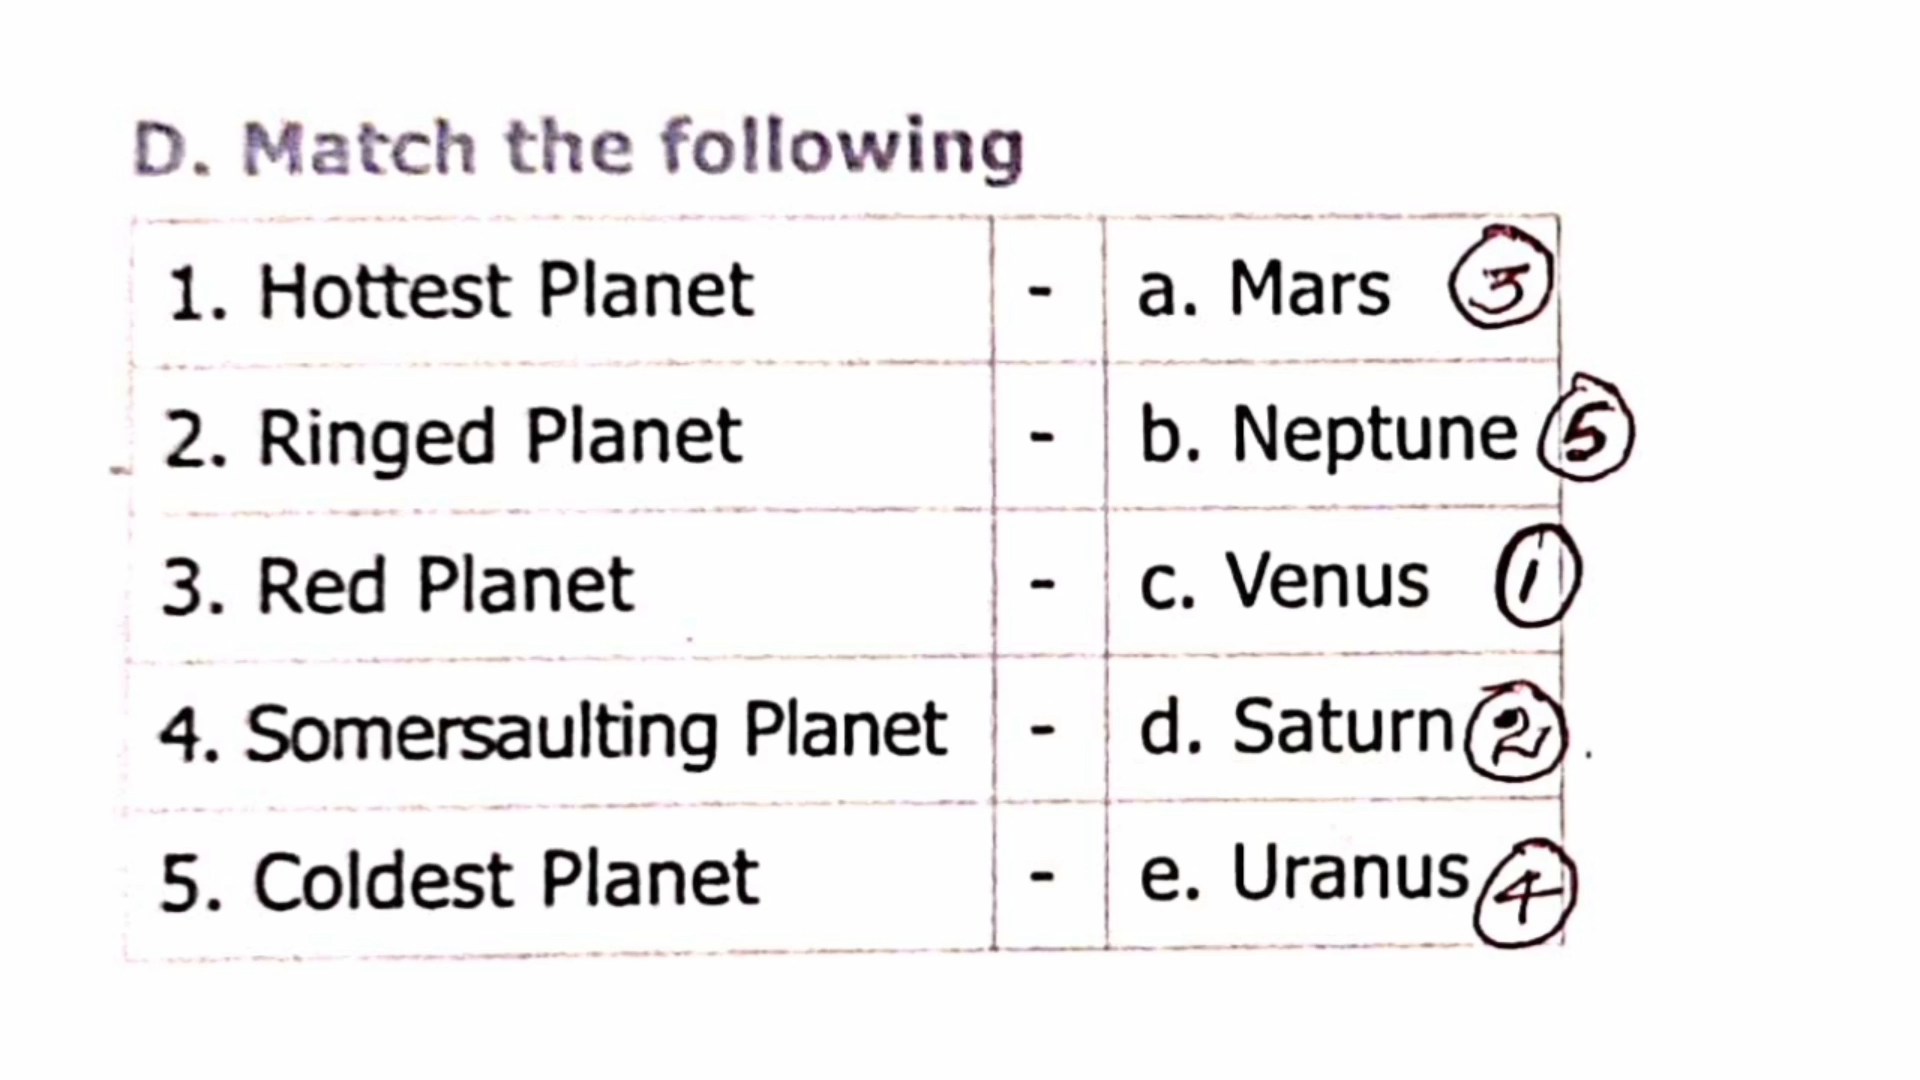 D. Match the following
1. Hottest Planet - a. Mars 3
2. Ringed Planet - b. Neptune 5
3. Red Planet - c. Venus 1
4. Somersaulting Planet - d. Saturn 2
5. Coldest Planet - e. Uranus 4